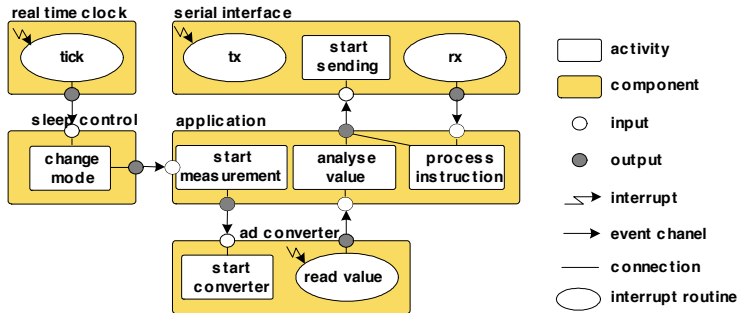 real time clock
tick
serial interface
tx
start
sending
rx
sleep control
change
mode
application
start
measurement
analyse
value
process
instruction
ad converter
start
converter
read value
activity
component
input
output
interrupt
event chanel
connection
interrupt routine